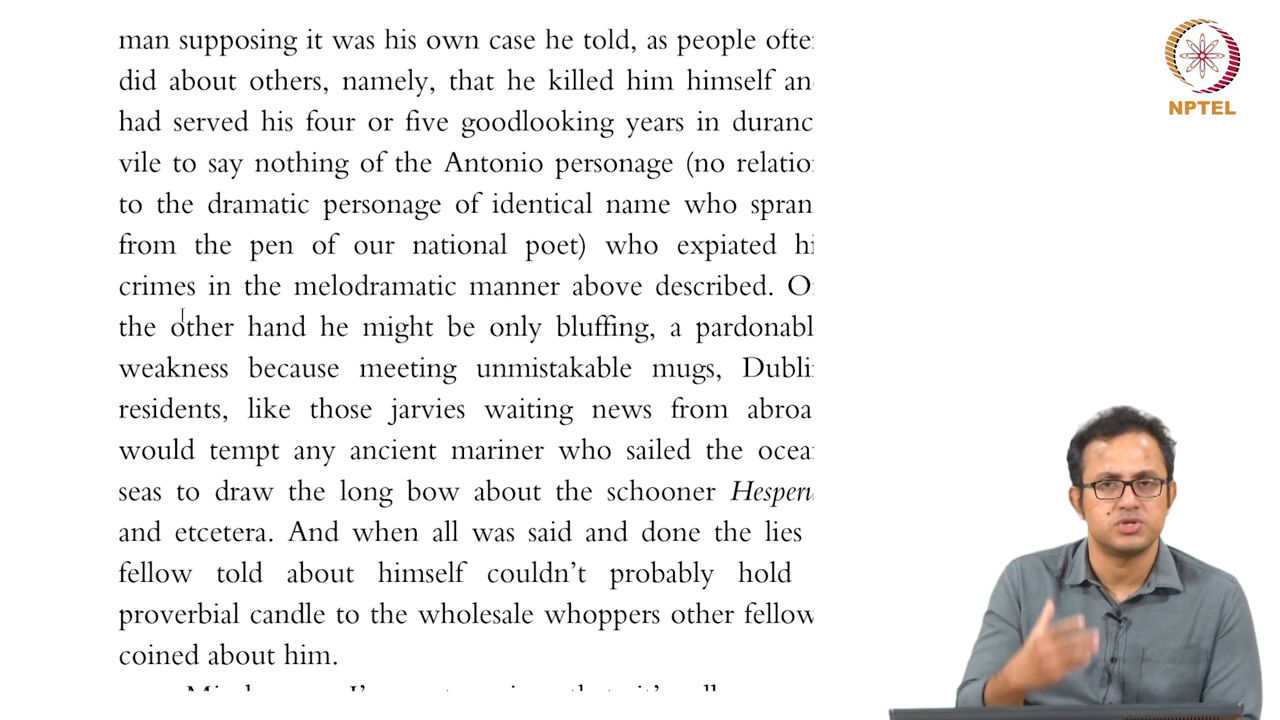 man supposing it was his own case he told, as people ofte
did about others, namely, that he killed him himself an
had served his four or five goodlooking years in duranc
vile to say nothing of the Antonio personage (no relatio
to the dramatic personage of identical name who spran
from the pen of our national poet) who expiated hi
crimes in the melodramatic manner above described. O
the other hand he might be only bluffing, a pardonabl
weakness because meeting unmistakable mugs, Dubli
residents, like those jarvies waiting news from abroa
would tempt any ancient mariner who sailed the ocea
seas to draw the long bow about the schooner Hesperu
and etcetera. And when all was said and done the lies
fellow told about himself couldn't probably hold
proverbial candle to the wholesale whoppers other fellow
coined about him.
NPTEL